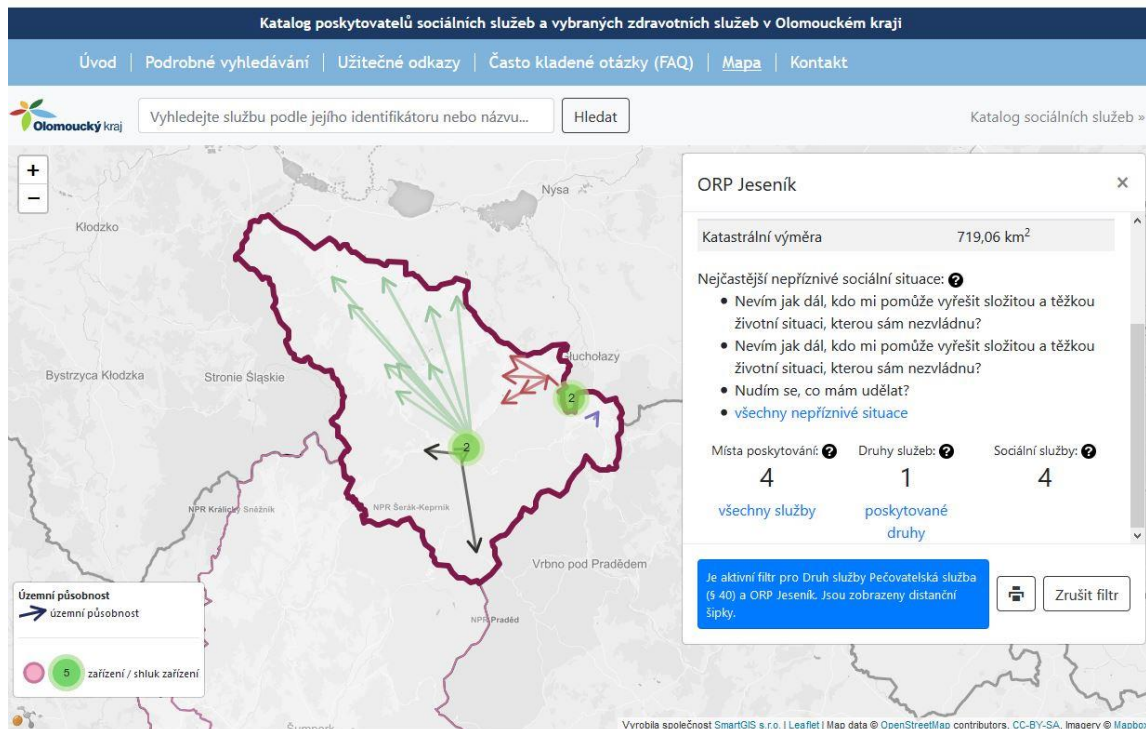 Katalog poskytovatelů sociálních služeb a vybraných zdravotních služeb v Olomouckém kraji
Úvod | Podrobné vyhledávání | Užitečné odkazy | Často kladené otázky (FAQ) | Mapa | Kontakt
Olomoucký kraj
Vyhledejte službu podle jejího identifikátoru nebo názvu...
Hledat
Katalog sociálních služeb »
+
−
Nysa
Kłodzko
Głuchołazy
Bystrzyca Kłodzka
Stronie Śląskie
2
2
NPR Králický Sněžník
NPR Šerák-Keprník
Vrbno pod Pradědem
NPR Praděd
Šumperk
ORP Jeseník
×
Katastrální výměra 719,06 km²
Nejčastější nepříznivé sociální situace: ?
• Nevím jak dál, kdo mi pomůže vyřešit složitou a těžkou
životní situaci, kterou sám nezvládnu?
• Nevím jak dál, kdo mi pomůže vyřešit složitou a těžkou
životní situaci, kterou sám nezvládnu?
• Nudím se, co mám udělat?
• všechny nepříznivé situace
Místa poskytování: ? Druhy služeb: ? Sociální služby: ?
4 1 4
všechny služby poskytované
druhy
Je aktivní filtr pro Druh služby Pečovatelská služba
(§ 40) a ORP Jeseník. Jsou zobrazeny distanční
šipky.
Zrušit filtr
Územní působnost
územní působnost
5 zařízení / shluk zařízení
Vyrobila společnost SmartGIS s.r.o. | Leaflet | Map data © OpenStreetMap contributors, CC-BY-SA, Imagery © Mapbox